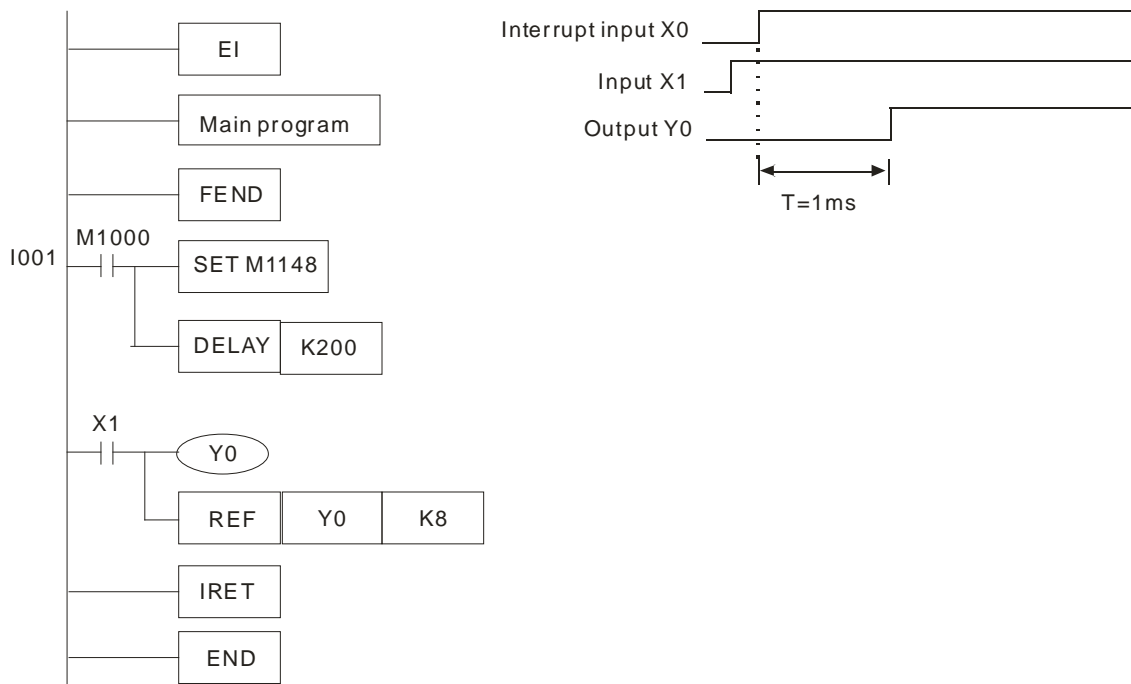 EI
Main program
FEND
I001
M1000
SET M1148
DELAY K200
X1
Y0
REF Y0 K8
IRET
END
Interrupt input X0
Input X1
Output Y0
T=1ms